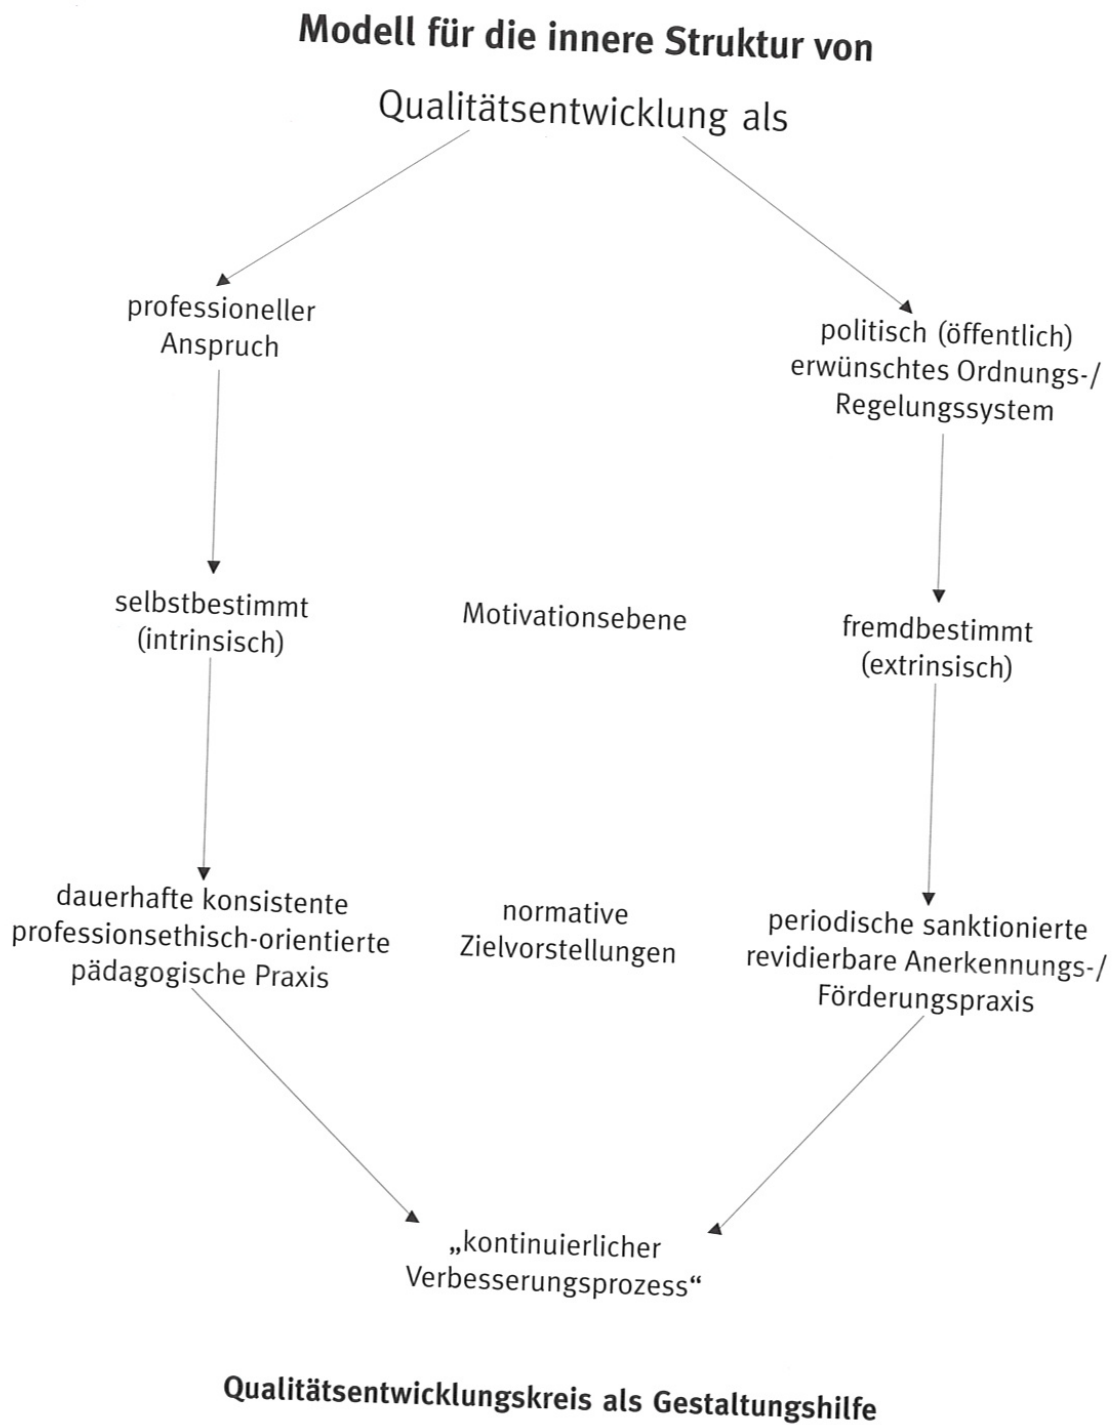 Modell für die innere Struktur von
Qualitätsentwicklung als
professioneller
Anspruch
politisch (öffentlich)
erwünschtes Ordnungs-/
Regelungssystem
selbstbestimmt
(intrinsisch)
Motivationsebene
fremdbestimmt
(extrinsisch)
dauerhafte konsistente
professionsethisch-orientierte
pädagogische Praxis
normative
Zielvorstellungen
periodische sanktionierte
revidierbare Anerkennungs-/
Förderungspraxis
„kontinuierlicher
Verbesserungsprozess“
Qualitätsentwicklungskreis als Gestaltungshilfe